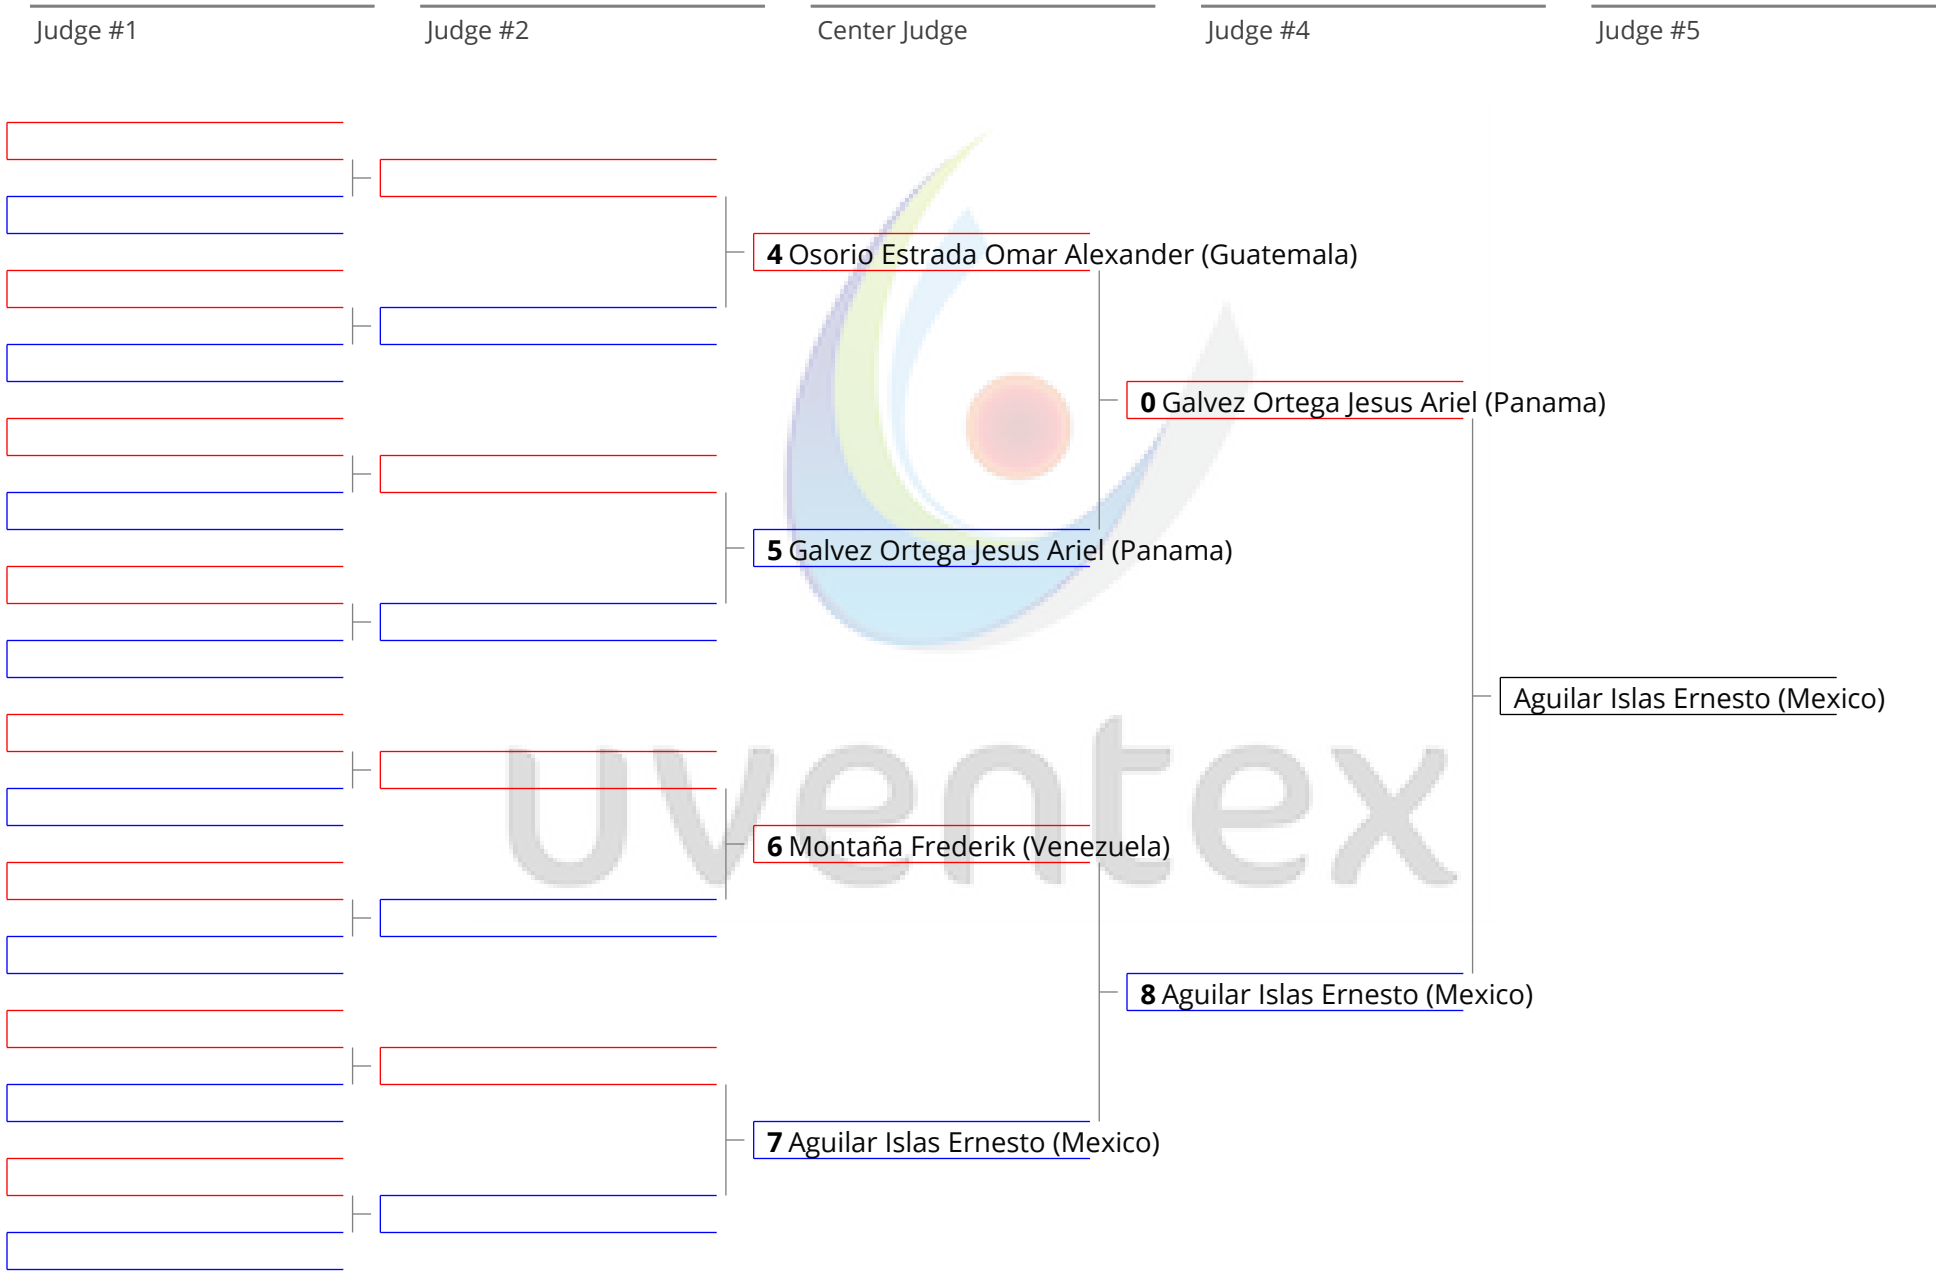 Judge #1
Judge #2
Center Judge
Judge #4
Judge #5
4 Osorio Estrada Omar Alexander (Guatemala)
0 Galvez Ortega Jesus Ariel (Panama)
5 Galvez Ortega Jesus Ariel (Panama)
Aguilar Islas Ernesto (Mexico)
uventex
6 Montaña Frederik (Venezuela)
8 Aguilar Islas Ernesto (Mexico)
7 Aguilar Islas Ernesto (Mexico)